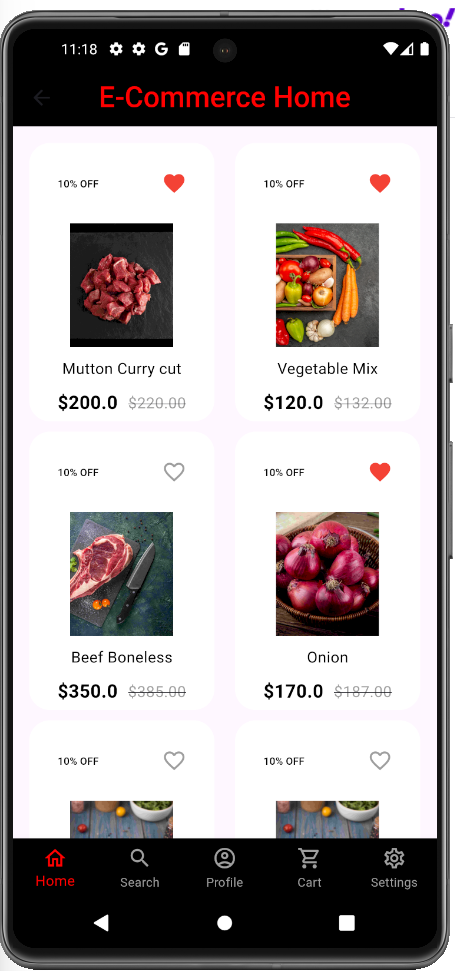 11:18
E-Commerce Home
10% OFF
10% OFF
Mutton Curry cut
Vegetable Mix
$200.0 $220.00
$120.0 $132.00
10% OFF
10% OFF
Beef Boneless
Onion
$350.0 $385.00
$170.0 $187.00
10% OFF
10% OFF
Home
Search
Profile
Cart
Settings